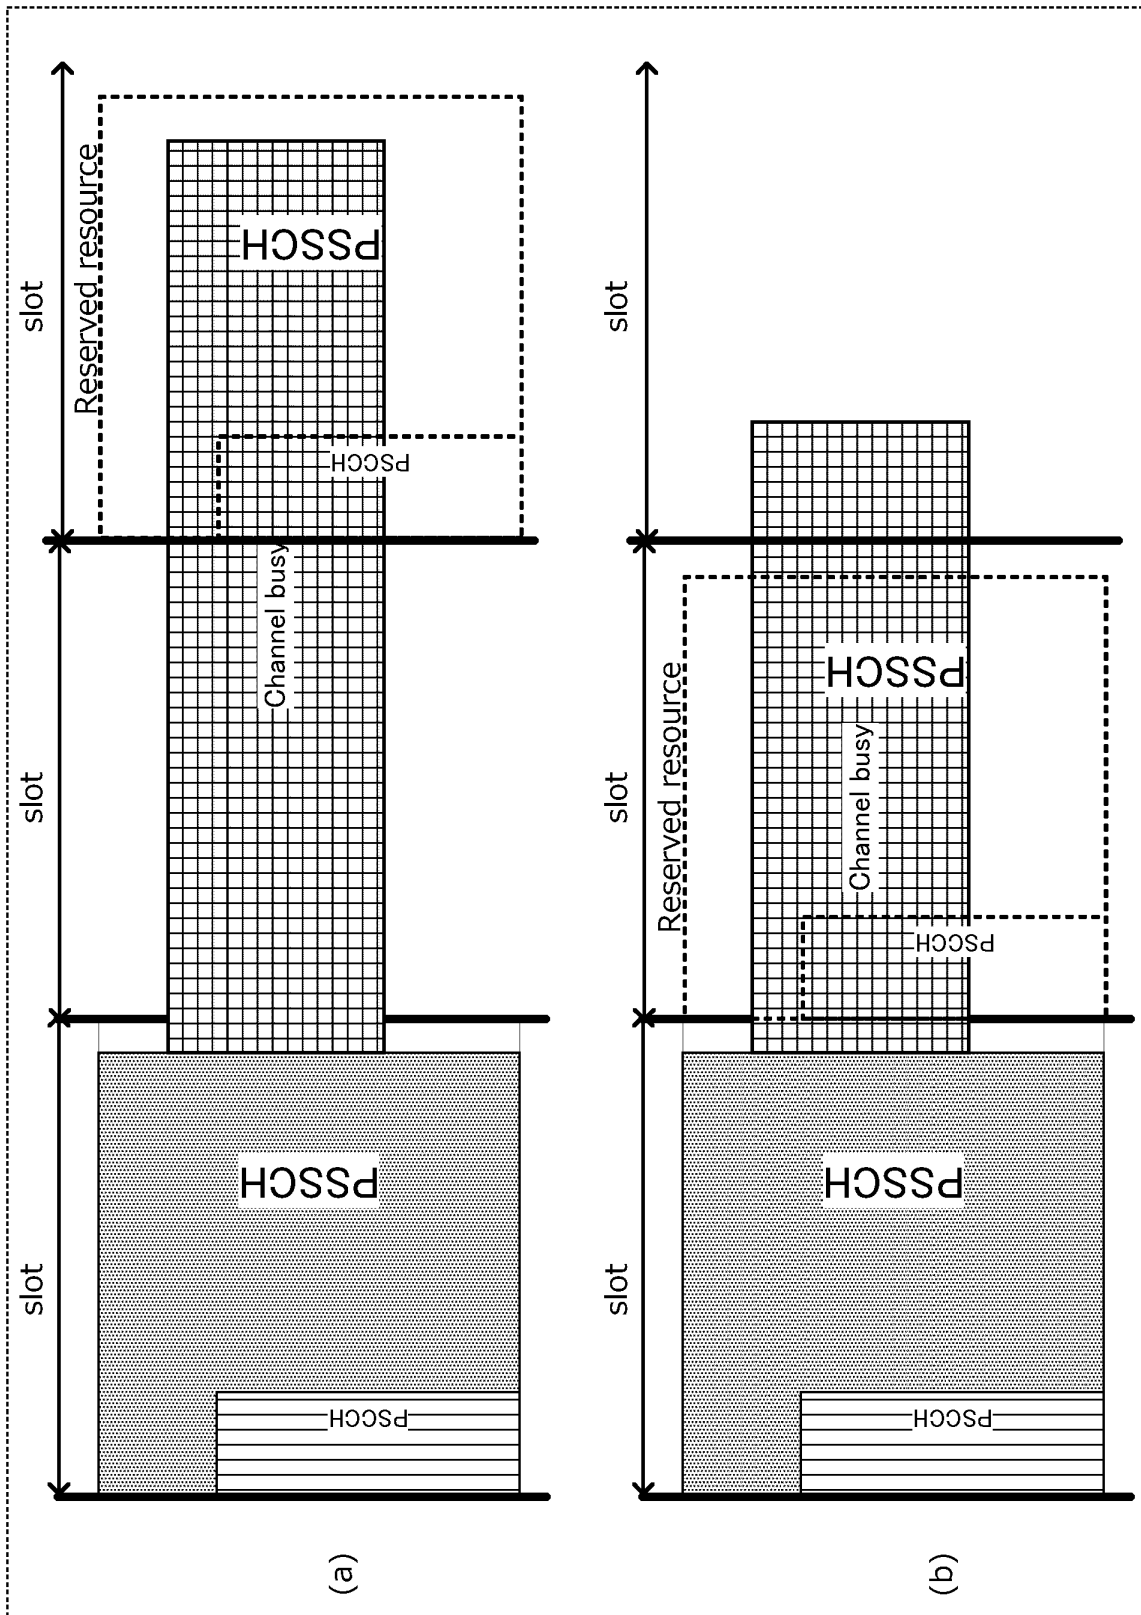 (a)
slot
slot
slot
Reserved resource
PSCCH
PSSCH
Channel busy
PSCCH
PSSCH
(b)
slot
slot
slot
Reserved resource
PSCCH
PSSCH
PSCCH
Channel busy
PSSCH